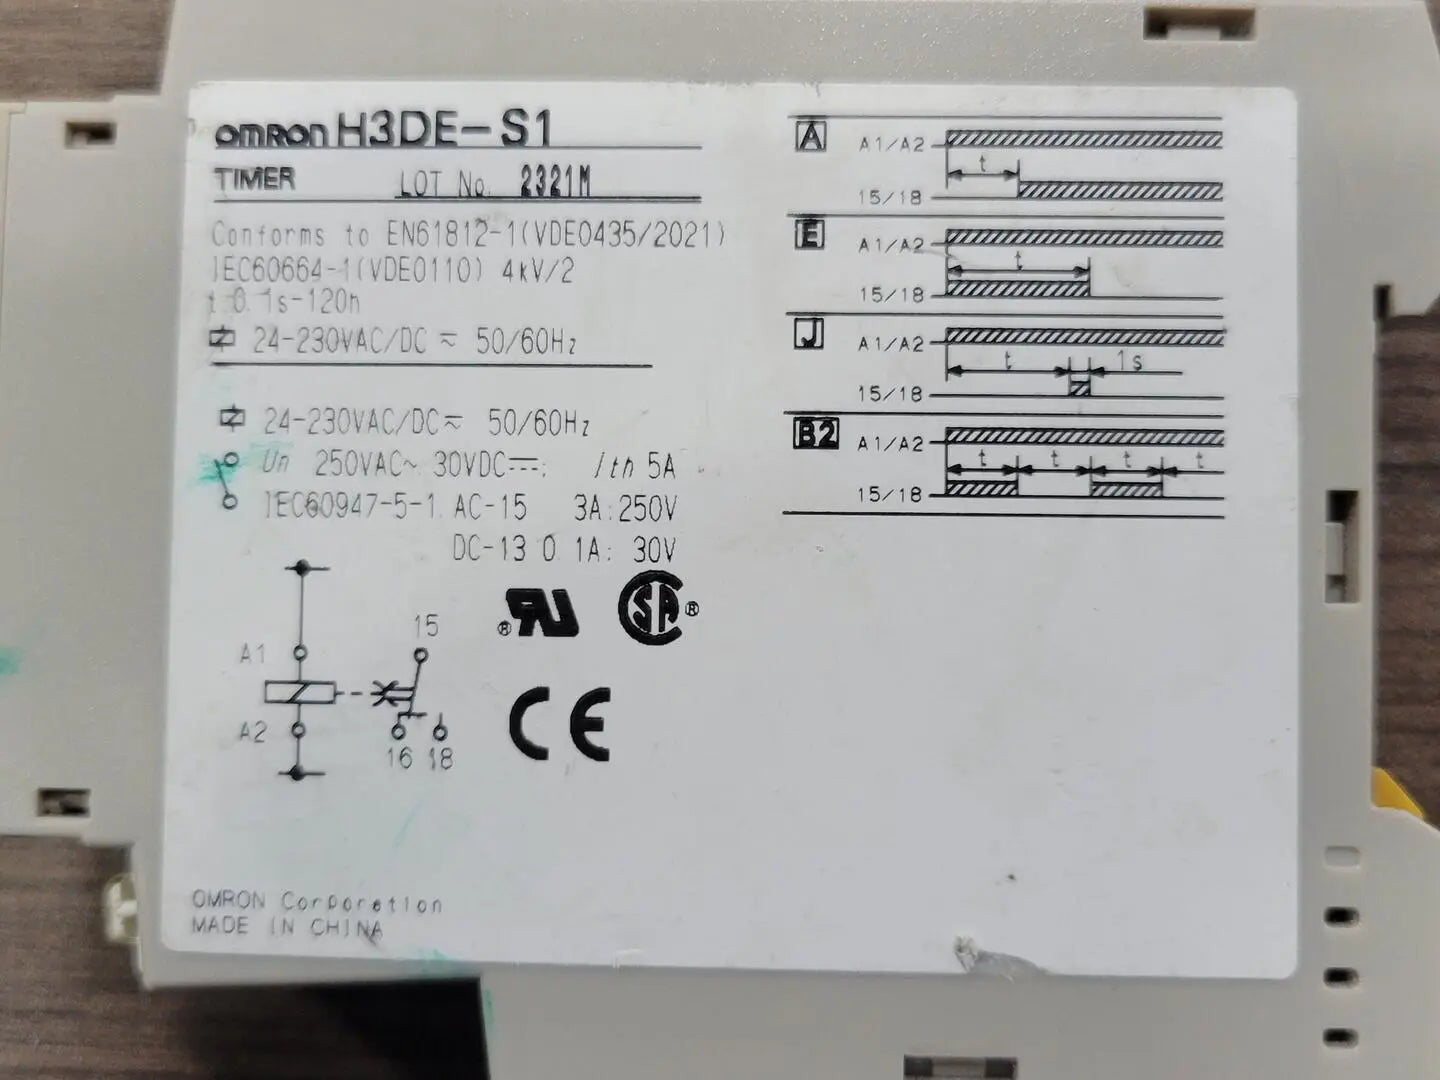 OMRON H3DE-S1
TIMER LOT No. 2321M
Conforms to EN61812-1(VDE0435/2021)
IEC60664-1(VDE0110) 4kV/2
t:0.1s-120h
24-230VAC/DC ≂ 50/60Hz
24-230VAC/DC ≂ 50/60Hz
Un 250VAC~ 30VDC⎓: Ith 5A
IEC60947-5-1 AC-15 3A:250V
DC-13 0.1A: 30V
A1
A2
15
16 18
® RU
SA ®
CE
OMRON Corporation
MADE IN CHINA
A A1/A2
t
15/18
E A1/A2
t
15/18
J A1/A2
t 1s
15/18
B2 A1/A2
t t t t
15/18